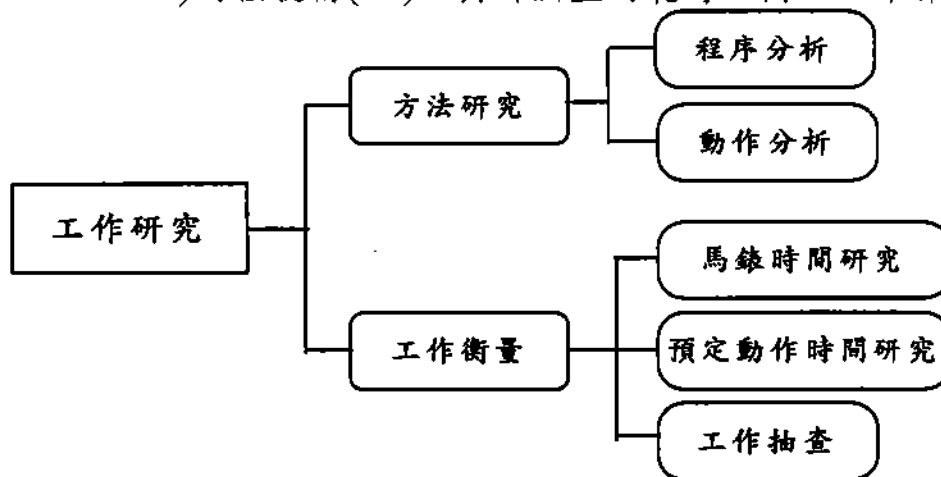 程序分析
方法研究
動作分析
工作研究
馬錶時間研究
工作衡量
預定動作時間研究
工作抽查